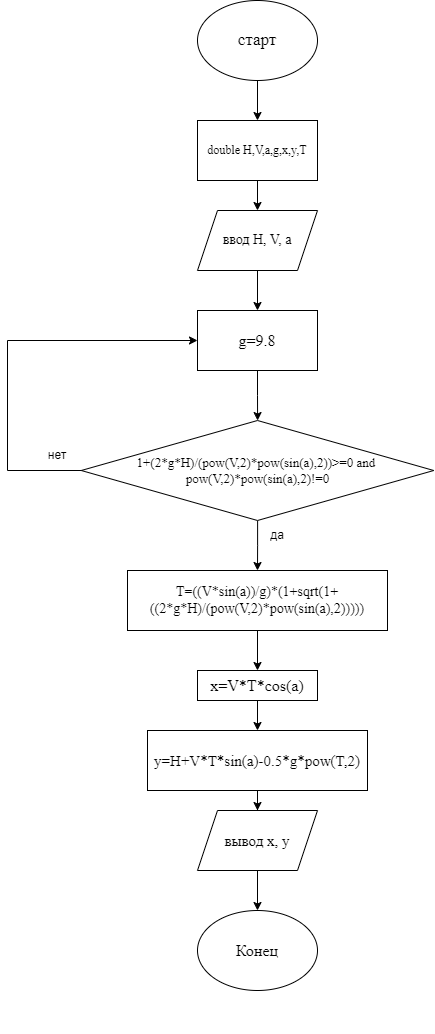 старт
double H,V,a,g,x,y,T
ввод H, V, a
g=9.8
1+(2*g*H)/(pow(V,2)*pow(sin(a),2))>=0 and
pow(V,2)*pow(sin(a),2)!=0
нет
да
T=((V*sin(a))/g)*(1+sqrt(1+
((2*g*H)/(pow(V,2)*pow(sin(a),2)))))
x=V*T*cos(a)
y=H+V*T*sin(a)-0.5*g*pow(T,2)
вывод x, y
Конец